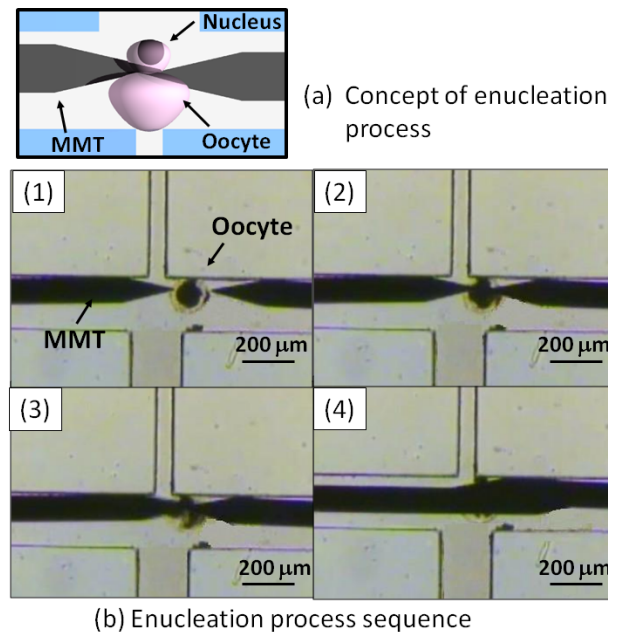 Nucleus
MMT
Oocyte
(a) Concept of enucleation
process
(1)
Oocyte
MMT
200 μm
(2)
200 μm
(3)
200 μm
(4)
200 μm
(b) Enucleation process sequence